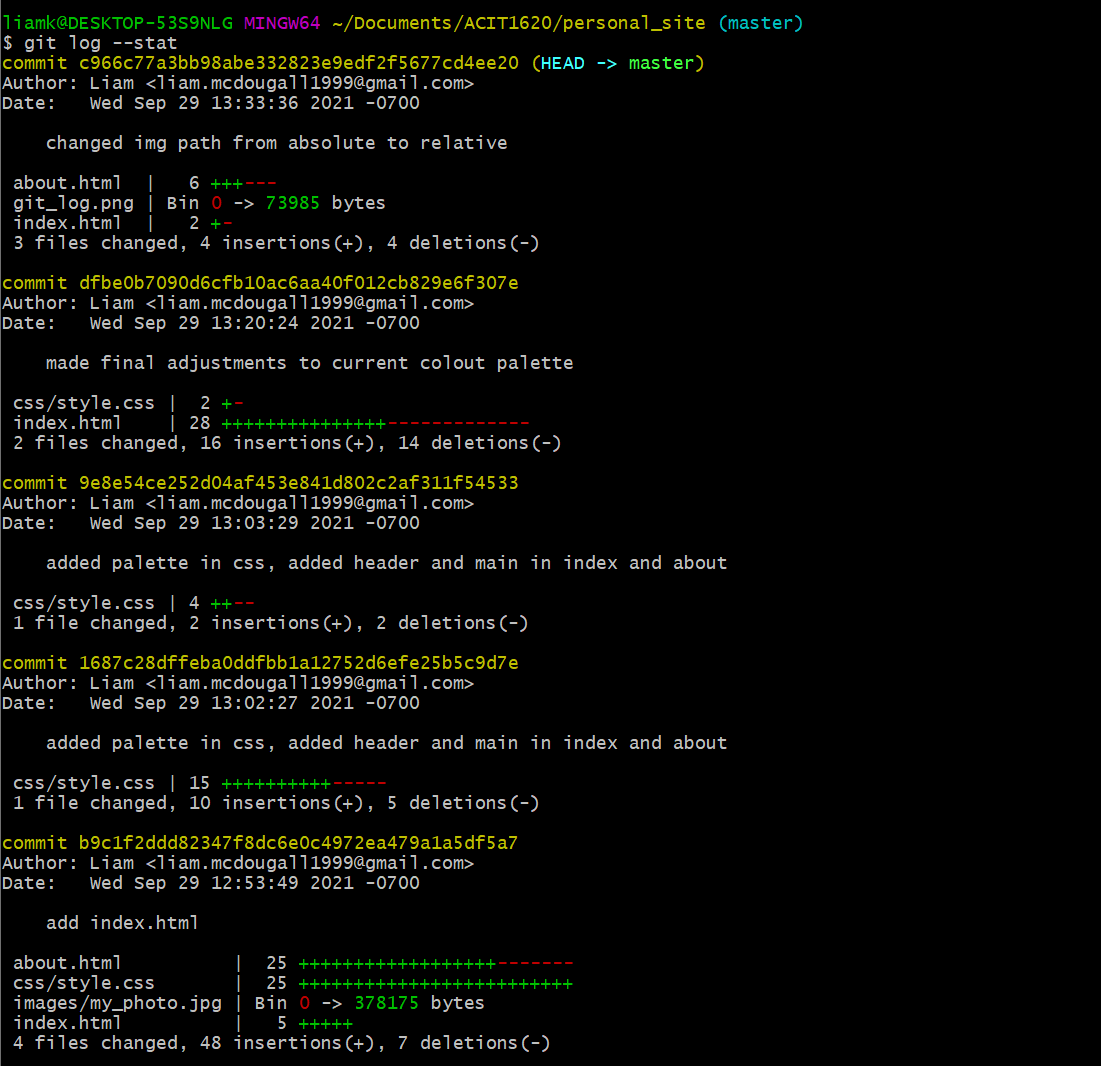 liamk@DESKTOP-53S9NLG MINGW64 ~/Documents/ACIT1620/personal_site (master)
$ git log --stat
commit c966c77a3bb98abe332823e9edf2f5677cd4ee20 (HEAD -> master)
Author: Liam <liam.mcdougall1999@gmail.com>
Date:   Wed Sep 29 13:33:36 2021 -0700

    changed img path from absolute to relative

 about.html  |   6 +++---
 git_log.png | Bin 0 -> 73985 bytes
 index.html  |   2 +-
 3 files changed, 4 insertions(+), 4 deletions(-)

commit dfbe0b7090d6cfb10ac6aa40f012cb829e6f307e
Author: Liam <liam.mcdougall1999@gmail.com>
Date:   Wed Sep 29 13:20:24 2021 -0700

    made final adjustments to current colout palette

 css/style.css |  2 +-
 index.html    | 28 +++++++++++++++-------------
 2 files changed, 16 insertions(+), 14 deletions(-)

commit 9e8e54ce252d04af453e841d802c2af311f54533
Author: Liam <liam.mcdougall1999@gmail.com>
Date:   Wed Sep 29 13:03:29 2021 -0700

    added palette in css, added header and main in index and about

 css/style.css | 4 ++--
 1 file changed, 2 insertions(+), 2 deletions(-)

commit 1687c28dffeba0ddfbb1a12752d6efe25b5c9d7e
Author: Liam <liam.mcdougall1999@gmail.com>
Date:   Wed Sep 29 13:02:27 2021 -0700

    added palette in css, added header and main in index and about

 css/style.css | 15 ++++++++++-----
 1 file changed, 10 insertions(+), 5 deletions(-)

commit b9c1f2ddd82347f8dc6e0c4972ea479a1a5df5a7
Author: Liam <liam.mcdougall1999@gmail.com>
Date:   Wed Sep 29 12:53:49 2021 -0700

    add index.html

 about.html          |  25 ++++++++++++++++++-------
 css/style.css       |  25 +++++++++++++++++++++++++
 images/my_photo.jpg | Bin 0 -> 378175 bytes
 index.html          |   5 +++++
 4 files changed, 48 insertions(+), 7 deletions(-)